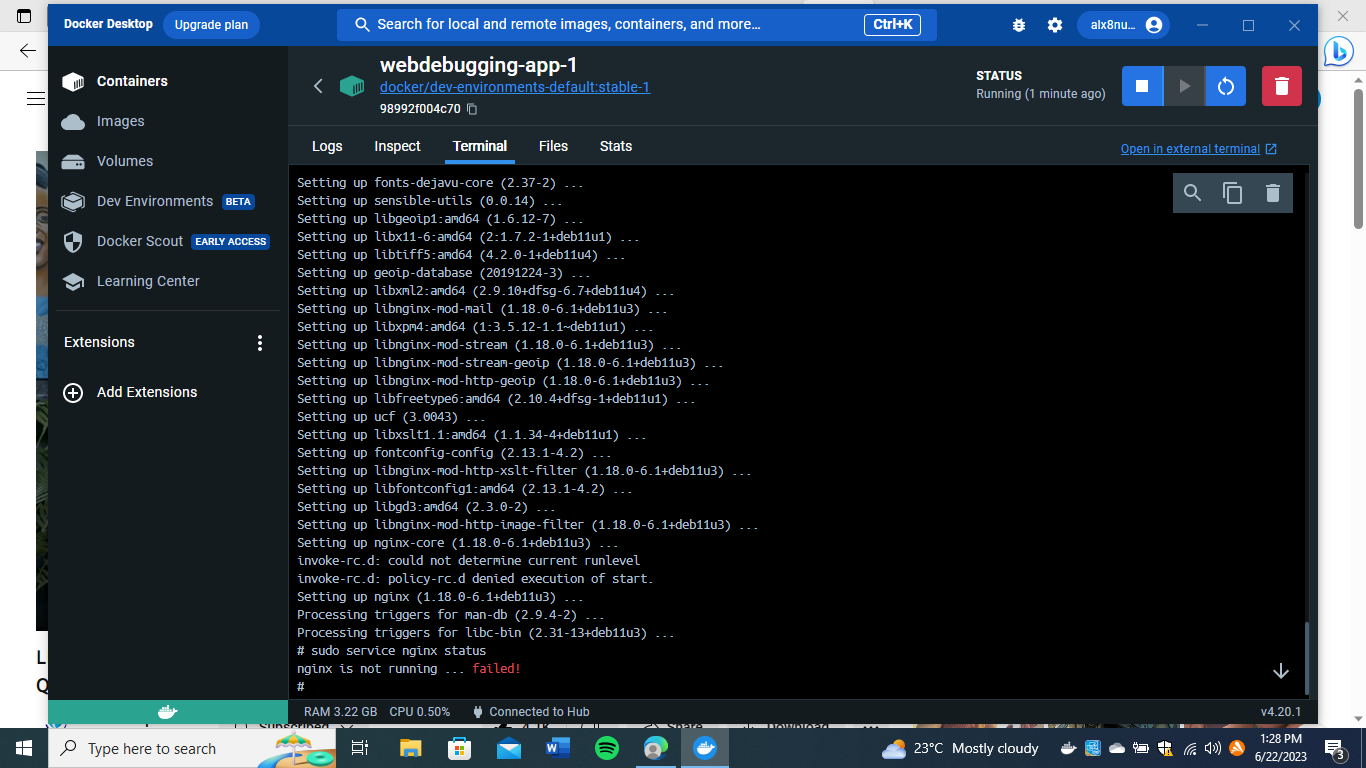 Docker Desktop
Upgrade plan
Search for local and remote images, containers, and more...
Ctrl+K
alx8nu...
Containers
Images
Volumes
Dev Environments BETA
Docker Scout EARLY ACCESS
Learning Center
Extensions
Add Extensions
webdebugging-app-1
docker/dev-environments-default:stable-1
98992f004c70
STATUS
Running (1 minute ago)
Logs Inspect Terminal Files Stats
Open in external terminal
Setting up fonts-dejavu-core (2.37-2) ...
Setting up sensible-utils (0.0.14) ...
Setting up libgeoip1:amd64 (1.6.12-7) ...
Setting up libx11-6:amd64 (2:1.7.2-1+deb11u1) ...
Setting up libtiff5:amd64 (4.2.0-1+deb11u4) ...
Setting up geoip-database (20191224-3) ...
Setting up libxml2:amd64 (2.9.10+dfsg-6.7+deb11u4) ...
Setting up libnginx-mod-mail (1.18.0-6.1+deb11u3) ...
Setting up libxpm4:amd64 (1:3.5.12-1.1~deb11u1) ...
Setting up libnginx-mod-stream (1.18.0-6.1+deb11u3) ...
Setting up libnginx-mod-stream-geoip (1.18.0-6.1+deb11u3) ...
Setting up libnginx-mod-http-geoip (1.18.0-6.1+deb11u3) ...
Setting up libfreetype6:amd64 (2.10.4+dfsg-1+deb11u1) ...
Setting up ucf (3.0043) ...
Setting up libxslt1.1:amd64 (1.1.34-4+deb11u1) ...
Setting up fontconfig-config (2.13.1-4.2) ...
Setting up libnginx-mod-http-xslt-filter (1.18.0-6.1+deb11u3) ...
Setting up libfontconfig1:amd64 (2.13.1-4.2) ...
Setting up libgd3:amd64 (2.3.0-2) ...
Setting up libnginx-mod-http-image-filter (1.18.0-6.1+deb11u3) ...
Setting up nginx-core (1.18.0-6.1+deb11u3) ...
invoke-rc.d: could not determine current runlevel
invoke-rc.d: policy-rc.d denied execution of start.
Setting up nginx (1.18.0-6.1+deb11u3) ...
Processing triggers for man-db (2.9.4-2) ...
Processing triggers for libc-bin (2.31-13+deb11u3) ...
# sudo service nginx status
nginx is not running ... failed!
#
L
Q
RAM 3.22 GB CPU 0.50% Connected to Hub
v4.20.1
Type here to search
23°C Mostly cloudy
1:28 PM
6/22/2023
3